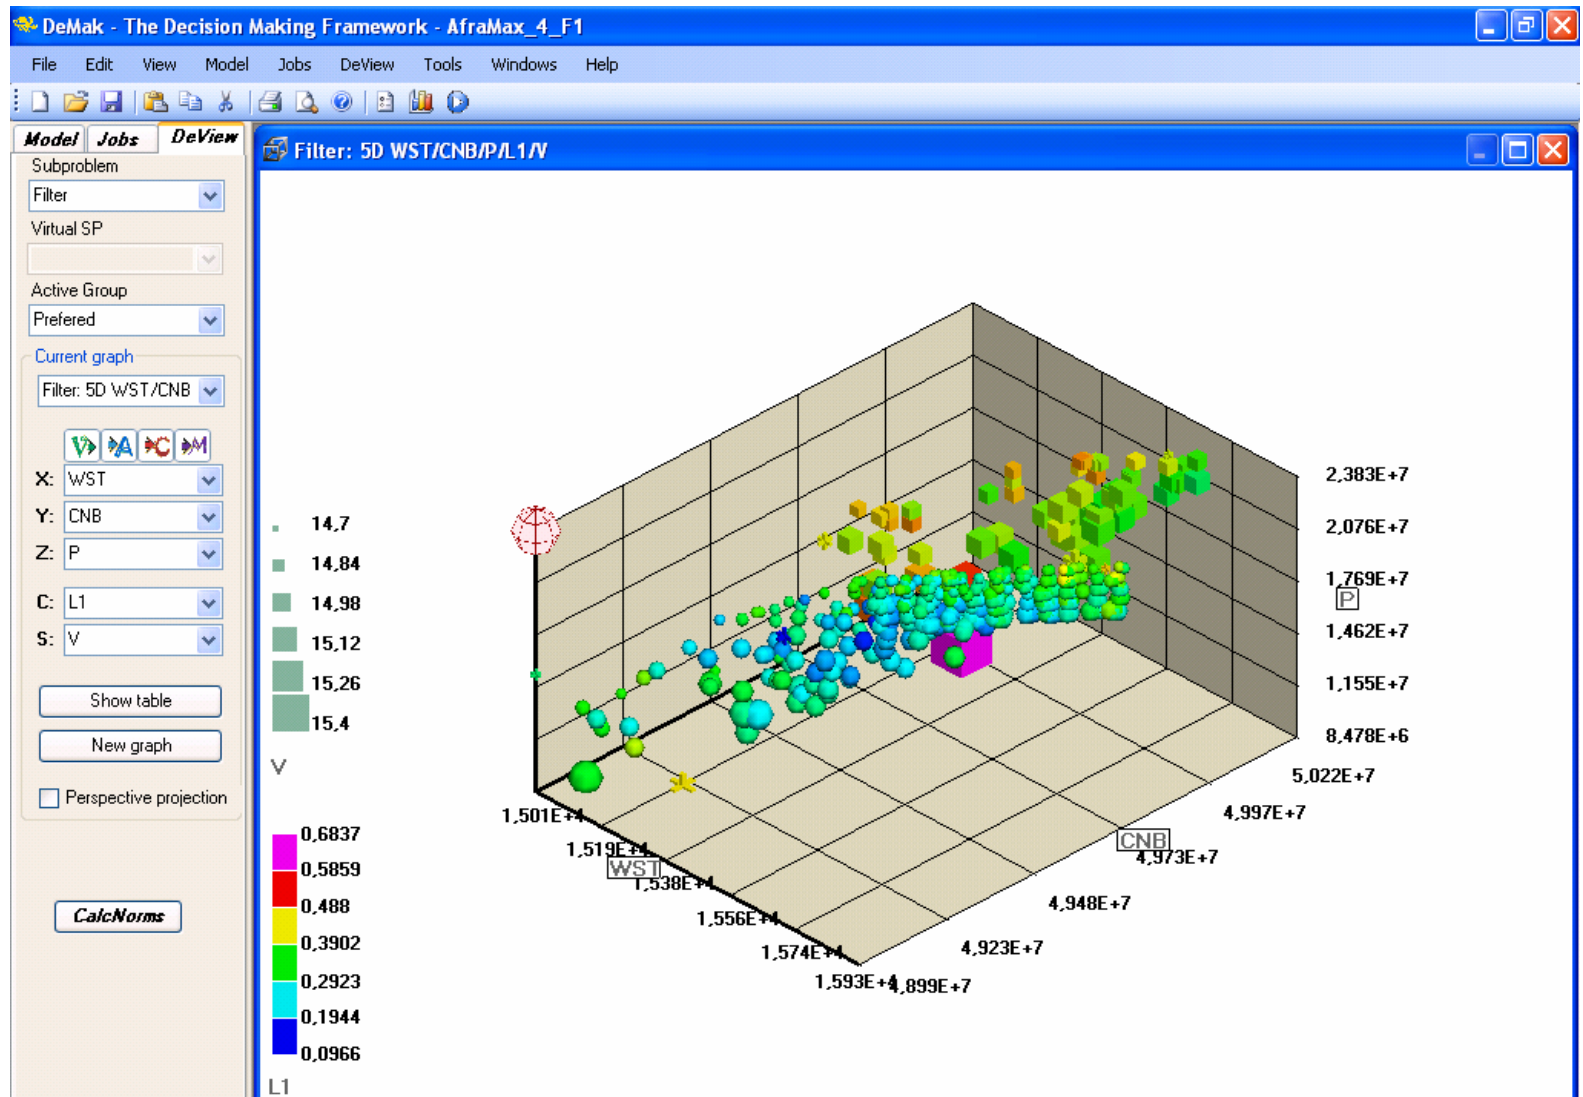 DeMak - The Decision Making Framework - AfraMax_4_F1
File Edit View Model Jobs DeView Tools Windows Help
Model Jobs DeView
Filter: 5D WST/CNB/P/L1/V
Subproblem
Filter
Virtual SP
Active Group
Prefered
Current graph
Filter: 5D WST/CNB
V A C M
X: WST
Y: CNB
Z: P
C: L1
S: V
Show table
New graph
Perspective projection
CalcNorms
14,7
14,84
14,98
15,12
15,26
15,4
V
0,6837
0,5859
0,488
0,3902
0,2923
0,1944
0,0966
L1
2,383E+7
2,076E+7
1,769E+7
P
1,462E+7
1,155E+7
8,478E+6
5,022E+7
4,997E+7
CNB
4,973E+7
4,948E+7
4,923E+7
4,899E+7
1,501E+4
1,519E+4
WST
1,538E+4
1,556E+4
1,574E+4
1,593E+4